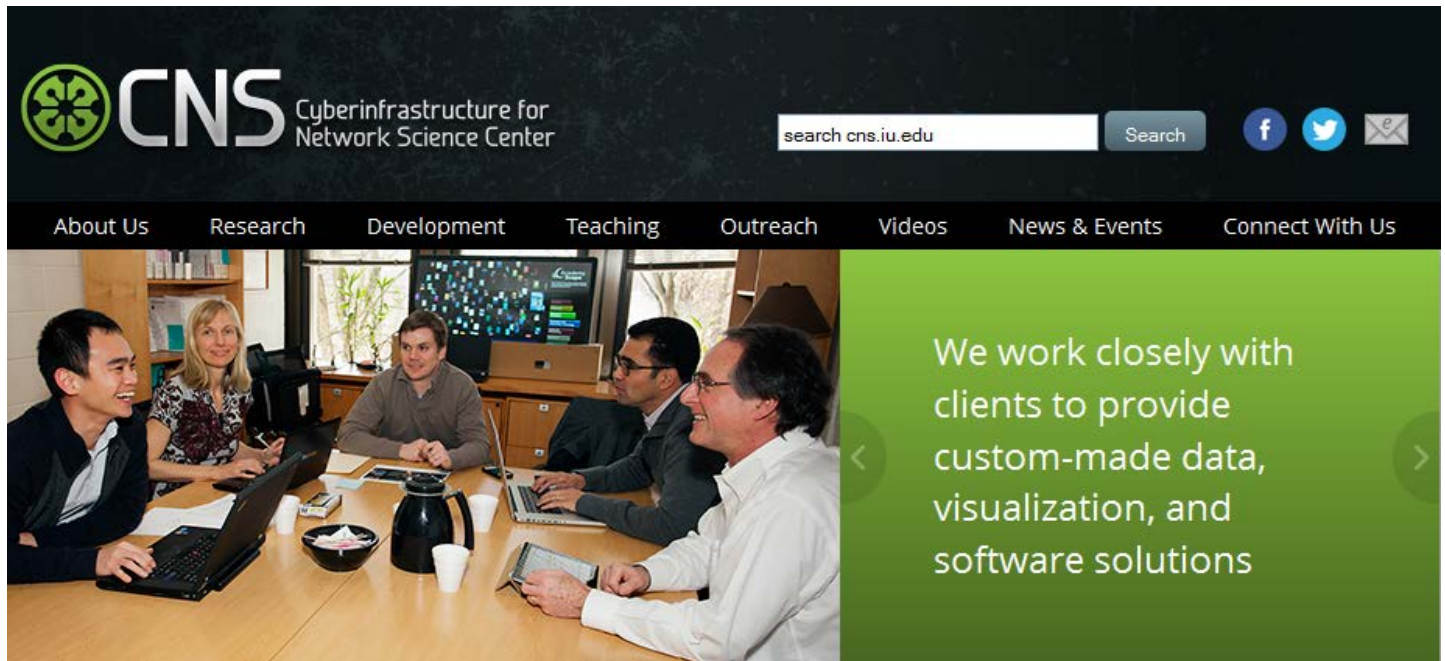 CNS
Cyberinfrastructure for
Network Science Center
search cns.iu.edu
Search
About Us Research Development Teaching Outreach Videos News & Events Connect With Us
We work closely with
clients to provide
custom-made data,
visualization, and
software solutions